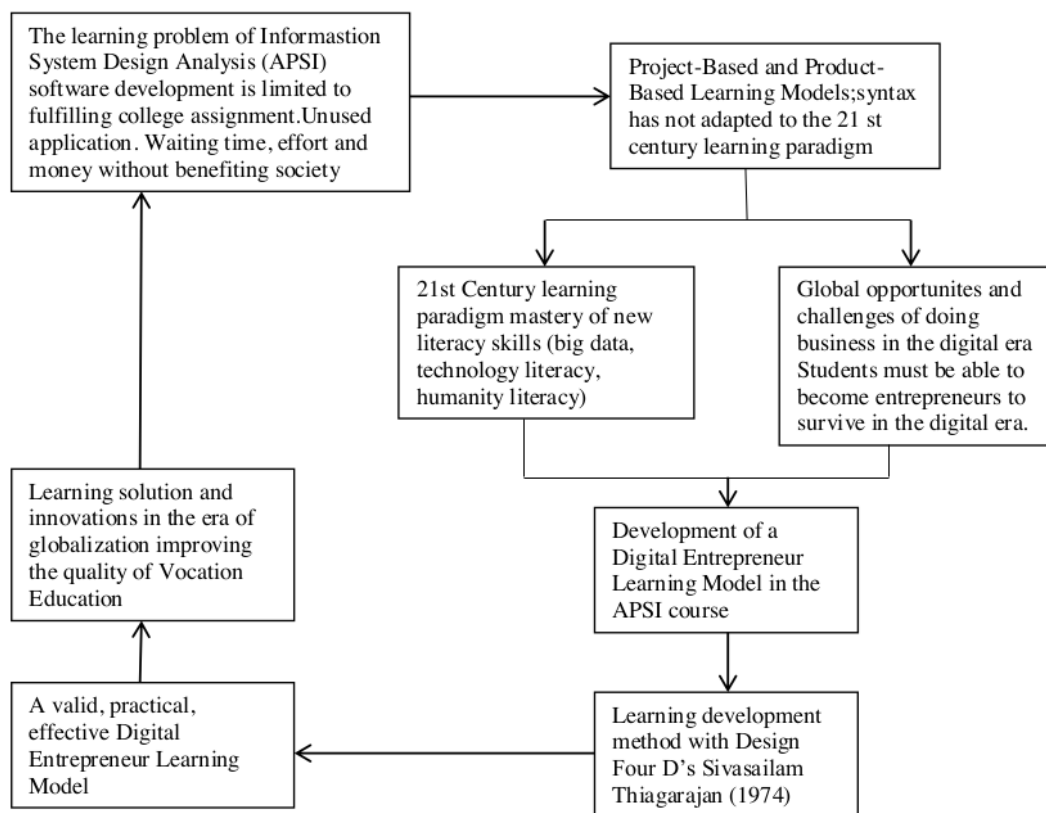 The learning problem of Informastion
System Design Analysis (APSI)
software development is limited to
fulfilling college assignment.Unused
application. Waiting time, effort and
money without benefiting society
Project-Based and Product-
Based Learning Models;syntax
has not adapted to the 21 st
century learning paradigm
21st Century learning
paradigm mastery of new
literacy skills (big data,
technology literacy,
humanity literacy)
Global opportunites and
challenges of doing
business in the digital era
Students must be able to
become entrepreneurs to
survive in the digital era.
Development of a
Digital Entrepreneur
Learning Model in the
APSI course
Learning development
method with Design
Four D's Sivasailam
Thiagarajan (1974)
A valid, practical,
effective Digital
Entrepreneur Learning
Model
Learning solution and
innovations in the era of
globalization improving
the quality of Vocation
Education